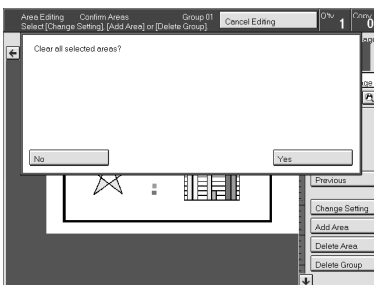 Area Editing Confirm Areas Group 01
Select [Change Setting], [Add Area] or [Delete Group].
Cancel Editing
1
0
Clear all selected areas?
No
Yes
Previous
Change Setting
Add Area
Delete Area
Delete Group